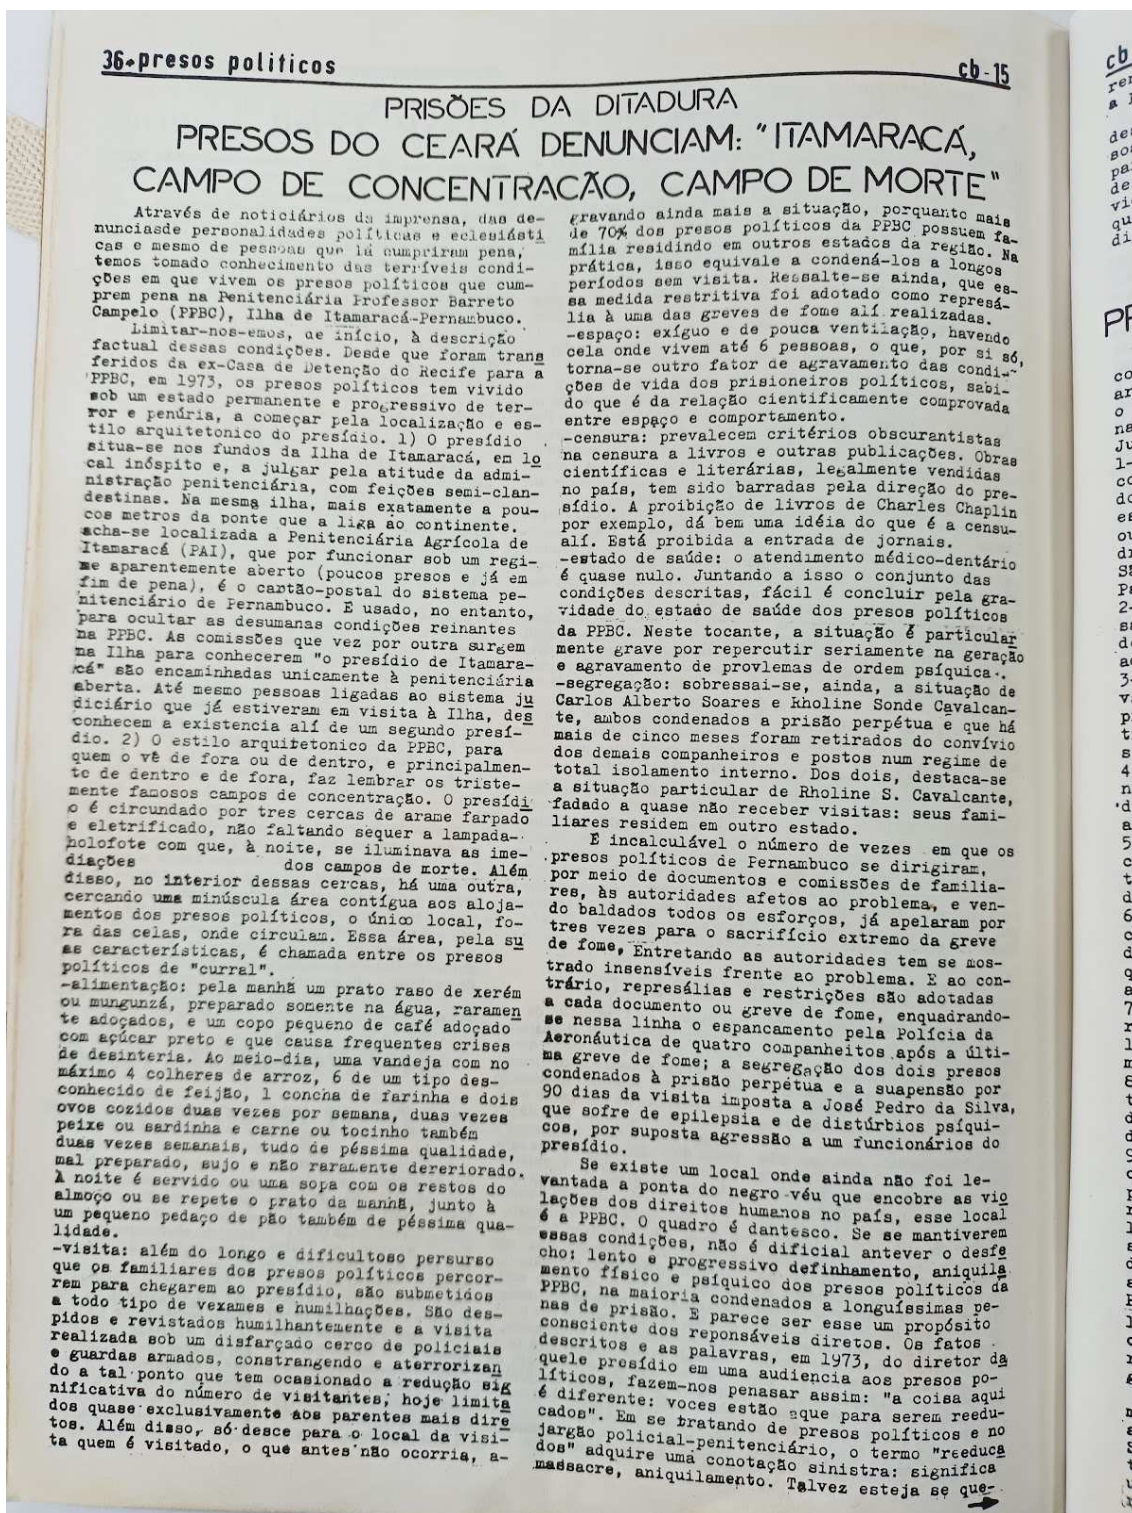 36•presos politicos
cb-15
PRISÕES DA DITADURA
PRESOS DO CEARÁ DENUNCIAM: "ITAMARACÁ,
CAMPO DE CONCENTRAÇÃO, CAMPO DE MORTE"
Através de noticiários da imprensa, das de-
nunciasde personalidades políticas e eclesiásti
cas e mesmo de pessoas que lá cumpriram pena,
temos tomado conhecimento das terríveis condi-
ções em que vivem os presos políticos que cum-
prem pena na Penitenciária Professor Barreto
Campelo (PPBC), Ilha de Itamaracá-Pernambuco.
Limitar-nos-emos, de início, à descrição
factual dessas condições. Desde que foram trans
feridos da ex-Casa de Detenção do Recife para a
PPBC, em 1973, os presos políticos tem vivido
sob um estado permanente e progressivo de ter-
ror e penúria, a começar pela localização e es-
tilo arquitetonico do presídio. 1) O presídio
situa-se nos fundos da Ilha de Itamaracá, em lo
cal inóspito e, a julgar pela atitude da admi-
nistração penitenciária, com feições semi-clan-
destinas. Na mesma ilha, mais exatamente a pou-
cos metros da ponte que a liga ao continente.
acha-se localizada a Penitenciária Agrícola de
Itamaracá (PAI), que por funcionar sob um regi-
me aparentemente aberto (poucos presos e já em
fim de pena), é o cartão-postal do sistema pe-
nitenciário de Pernambuco. E usado, no entanto,
para ocultar as desumanas condições reinantes
na PPBC. As comissões que vez por outra surgem
na Ilha para conhecerem "o presídio de Itamara-
cá" são encaminhadas unicamente à penitenciária
aberta. Até mesmo pessoas ligadas ao sistema ju
diciário que já estiveram em visita à Ilha, des
conhecem a existencia alí de um segundo presí-
dio. 2) O estilo arquitetonico da PPBC, para
quem o vê de fora ou de dentro, e principalmen-
te de dentro e de fora, faz lembrar os triste-
mente famosos campos de concentração. O presídi
o é circundado por tres cercas de arame farpado
e eletrificado, não faltando sequer a lampada-
holofote com que, à noite, se iluminava as ime-
diações dos campos de morte. Além
disso, no interior dessas cercas, há uma outra,
cercando uma minúscula área contígua aos aloja-
mentos dos presos políticos, o único local, fo-
ra das celas, onde circulam. Essa área, pela su
as características, é chamada entre os presos
políticos de "curral".
-alimentação: pela manhã um prato raso de xerém
ou mungunzá, preparado somente na água, raramen
te adoçados, e um copo pequeno de café adoçado
com açúcar preto e que causa frequentes crises
de desinteria. Ao meio-dia, uma vandeja com no
máximo 4 colheres de arroz, 6 de um tipo des-
conhecido de feijão, 1 concha de farinha e dois
ovos cozidos duas vezes por semana, duas vezes
peixe ou sardinha e carne ou tocinho também
duas vezes semanais, tudo de péssima qualidade,
mal preparado, sujo e não raramente dereriorado.
À noite é servido ou uma sopa com os restos do
almoço ou se repete o prato da manhã, junto à
um pequeno pedaço de pão também de péssima qua-
lidade.
-visita: além do longo e dificultoso persurso
que os familiares dos presos políticos percor-
rem para chegarem ao presídio, são submetidos
a todo tipo de vexames e humilhações. São des-
pidos e revistados humilhantemente e a visita
realizada sob um disfarçado cerco de policiais
e guardas armados, constrangendo e aterrorizan
do a tal ponto que tem ocasionado a redução sig
nificativa do número de visitantes; hoje limita
dos quase exclusivamente aos parentes mais dire
tos. Além disso, só desce para o local da visi-
ta quem é visitado, o que antes não ocorria, a-
gravando ainda mais a situação, porquanto mais
de 70% dos presos políticos da PPBC possuem fa-
mília residindo em outros estados da região. Na
prática, isso equivale a condená-los a longos
períodos sem visita. Ressalte-se ainda, que es-
sa medida restritiva foi adotado como represá-
lia à uma das greves de fome alí realizadas.
-espaço: exíguo e de pouca ventilação, havendo
cela onde vivem até 6 pessoas, o que, por si só,
torna-se outro fator de agravamento das condi-
ções de vida dos prisioneiros políticos, sabi-
do que é da relação cientificamente comprovada
entre espaço e comportamento.
-censura: prevalecem critérios obscurantistas
na censura a livros e outras publicações. Obras
científicas e literárias, legalmente vendidas
no país, tem sido barradas pela direção do pre-
sídio. A proibição de livros de Charles Chaplin
por exemplo, dá bem uma idéia do que é a censu-
alí. Está proibida a entrada de jornais.
-estado de saúde: o atendimento médico-dentário
é quase nulo. Juntando a isso o conjunto das
condições descritas, fácil é concluir pela gra-
vidade do estado de saúde dos presos políticos
da PPBC. Neste tocante, a situação é particular
mente grave por repercutir seriamente na geração
e agravamento de provlemas de ordem psíquica.
-segregação: sobressai-se, ainda, a situação de
Carlos Alberto Soares e Rholine Sonde Cavalcan-
te, ambos condenados a prisão perpétua e que há
mais de cinco meses foram retirados do convívio
dos demais companheiros e postos num regime de
total isolamento interno. Dos dois, destaca-se
a situação particular de Rholine S. Cavalcante,
fadado a quase não receber visitas: seus fami-
liares residem em outro estado.
E incalculável o número de vezes em que os
presos políticos de Pernambuco se dirigiram,
por meio de documentos e comissões de familia-
res, às autoridades afetos ao problema, e ven-
do baldados todos os esforços, já apelaram por
tres vezes para o sacrifício extremo da greve
de fome, Entretando as autoridades tem se mos-
trado insensíveis frente ao problema. E ao con-
trário, represálias e restrições são adotadas
a cada documento ou greve de fome, enquadrando-
se nessa linha o espancamento pela Polícia da
Aeronáutica de quatro companheitos após a últi-
ma greve de fome; a segregação dos dois presos
condenados à prisão perpétua e a suspensão por
90 dias da visita imposta a José Pedro da Silva,
que sofre de epilepsia e de distúrbios psíqui-
cos, por suposta agressão a um funcionários do
presídio.
Se existe um local onde ainda não foi le-
vantada a ponta do negro véu que encobre as vio
lações dos direitos humanos no país, esse local
é a PPBC. O quadro é dantesco. Se se mantiverem
essas condições, não é dificial antever o desfe
cho: lento e progressivo definhamento, aniquila
mento físico e psíquico dos presos políticos da
PPBC, na maioria condenados a longuíssimas pe-
nas de prisão. E parece ser esse um propósito
consciente dos reponsáveis diretos. Os fatos
descritos e as palavras, em 1973, do diretor da
quele presídio em uma audiencia aos presos po-
líticos, fazem-nos penasar assim: "a coisa aqui
é diferente: voces estão aque para serem reedu-
cados". Em se tratando de presos políticos e no
jargão policial-penitenciário, o termo "reeduca
dos" adquire uma conotação sinistra: significa
massacre, aniquilamento. Talvez esteja se que-